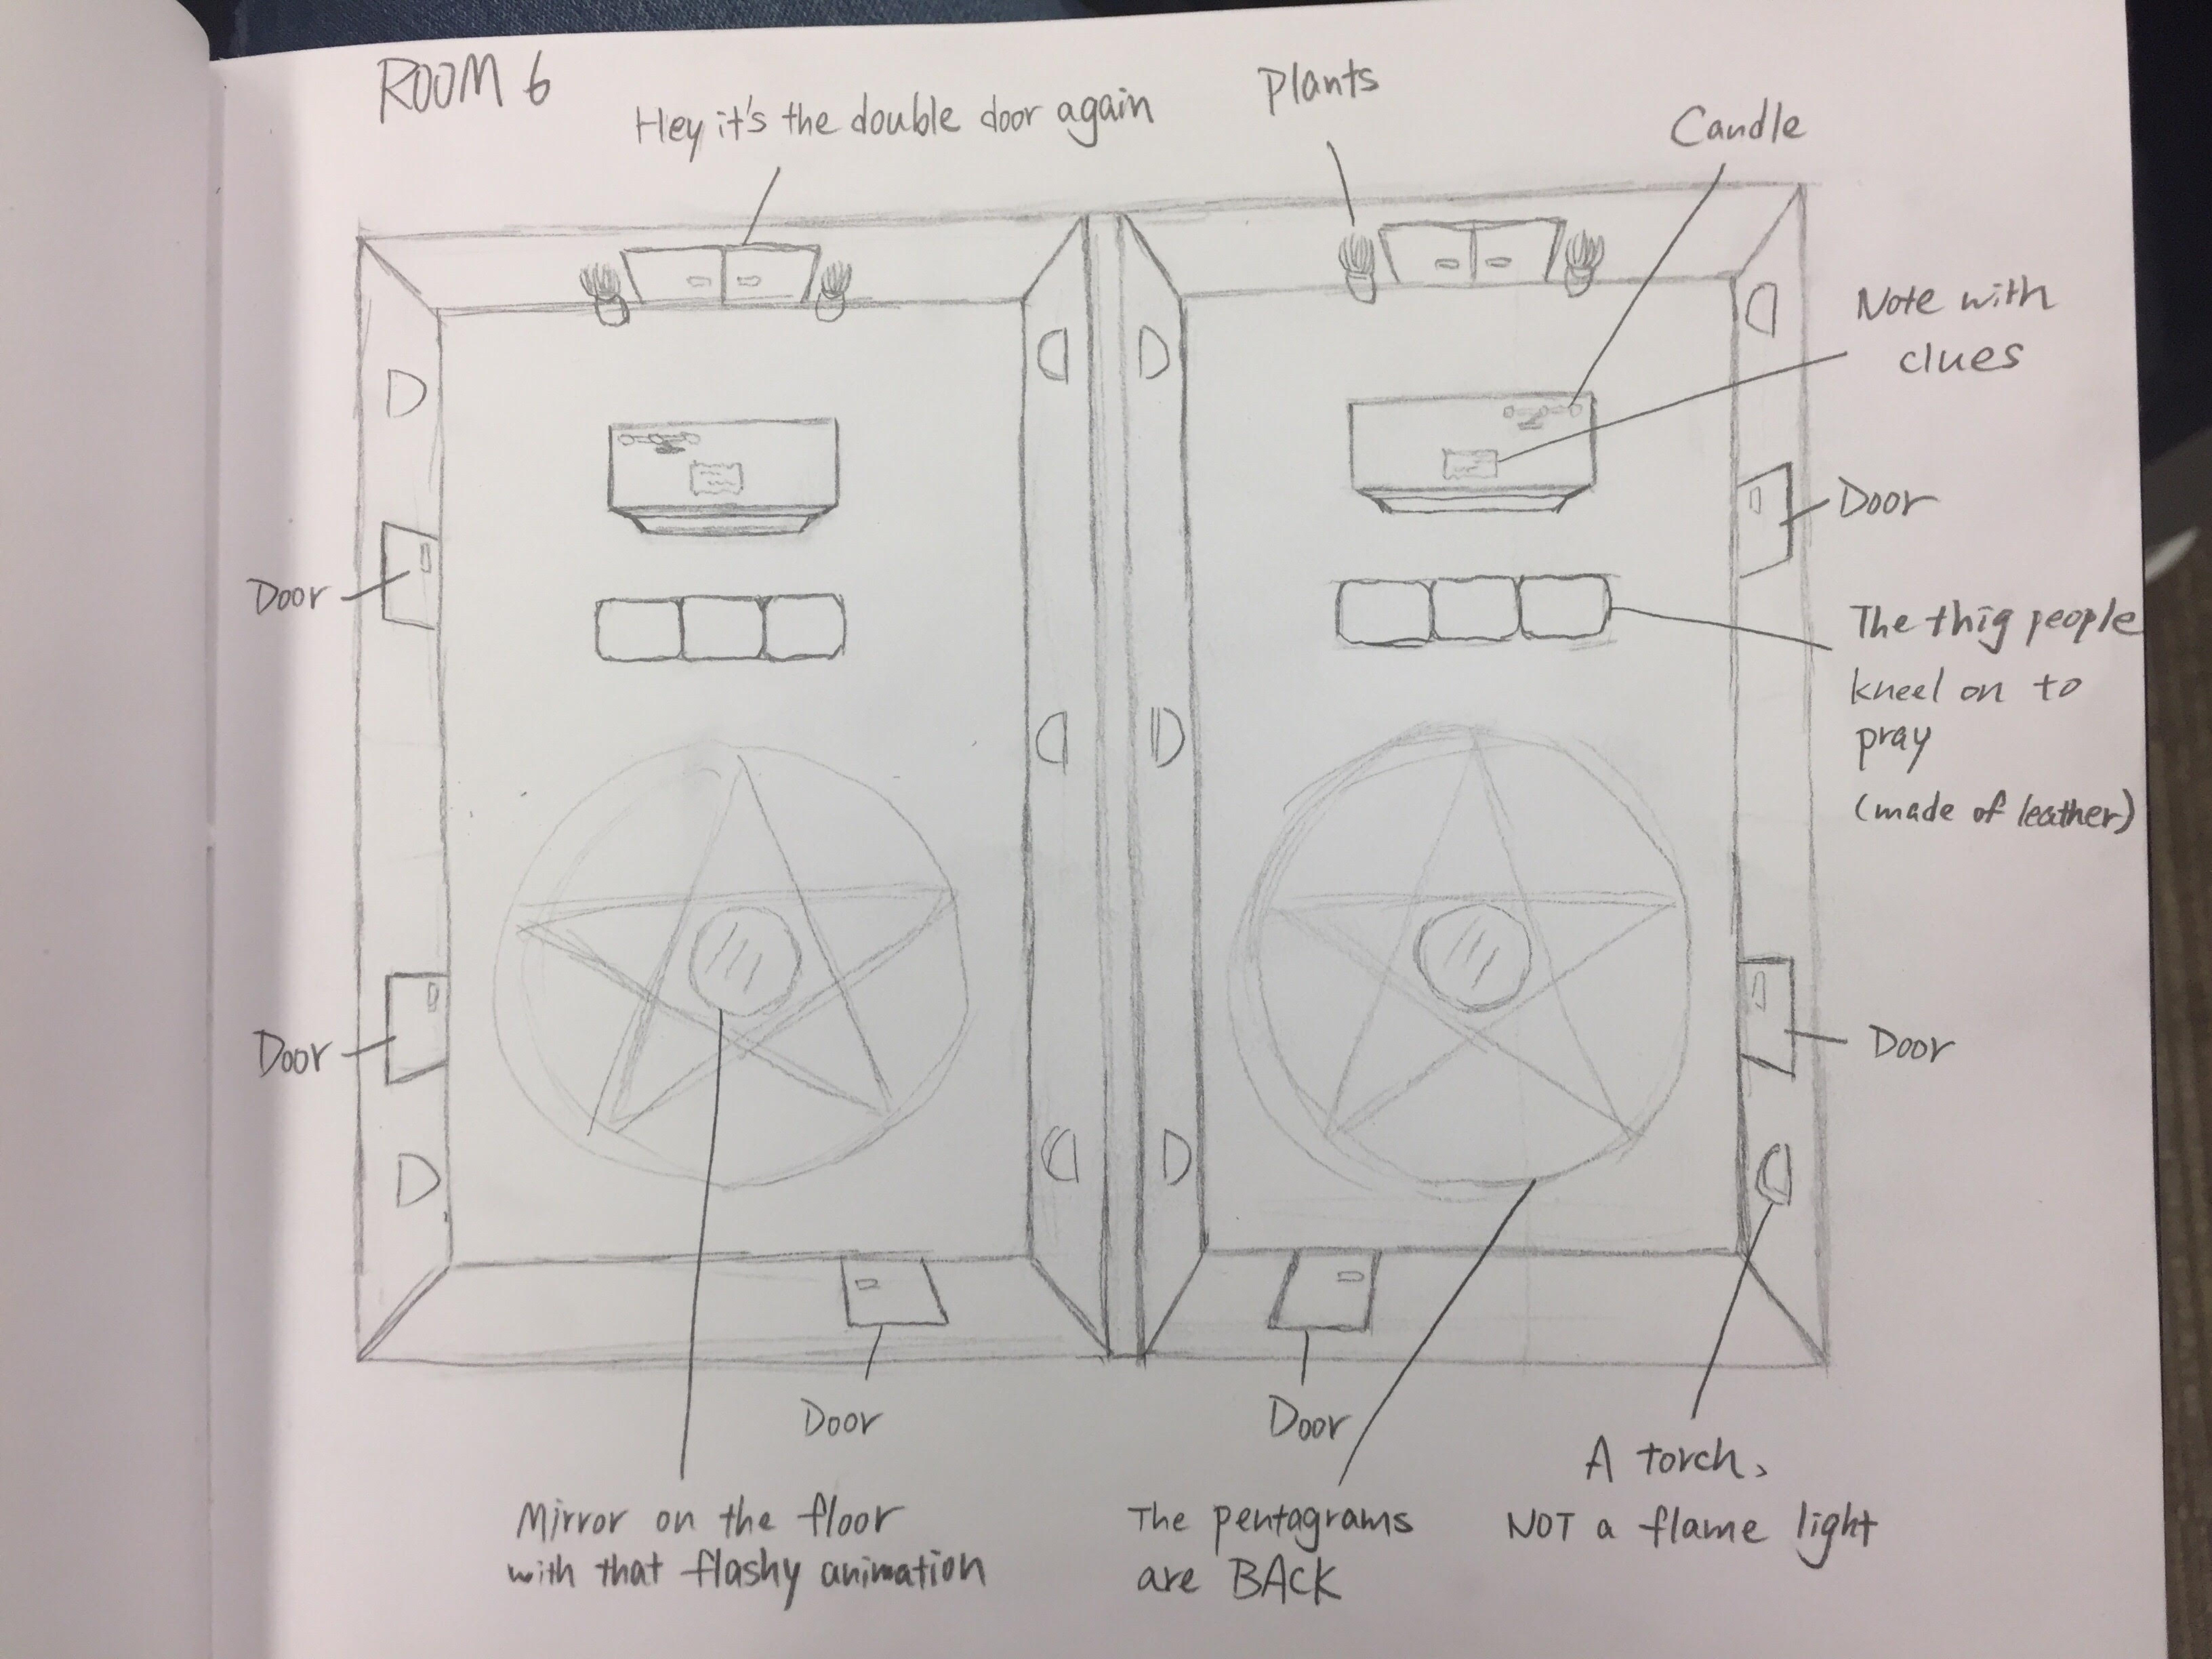 ROOM 6
Hey it's the double door again
Plants
Candle
Note with
clues
Door
Door
The thig people
kneel on to
pray
(made of leather)
Door
Door
Door
Door
Mirror on the floor
with that flashy animation
The pentagrams
are BACK
A torch,
NOT a flame light